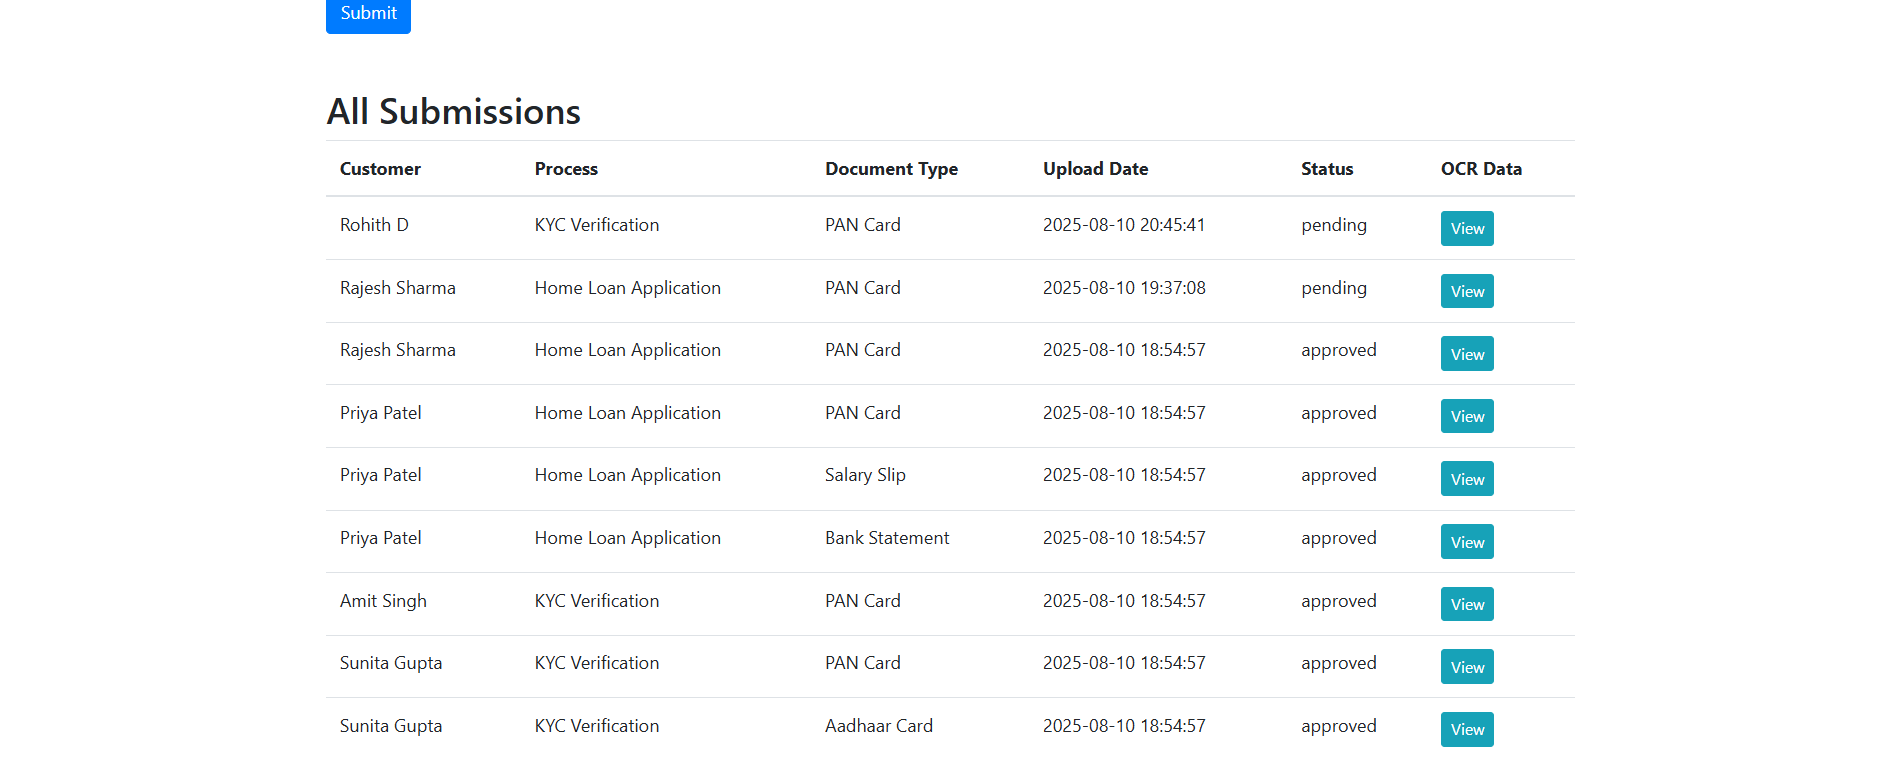 Submit
All Submissions
Customer Process Document Type Upload Date Status OCR Data
Rohith D KYC Verification PAN Card 2025-08-10 20:45:41 pending View
Rajesh Sharma Home Loan Application PAN Card 2025-08-10 19:37:08 pending View
Rajesh Sharma Home Loan Application PAN Card 2025-08-10 18:54:57 approved View
Priya Patel Home Loan Application PAN Card 2025-08-10 18:54:57 approved View
Priya Patel Home Loan Application Salary Slip 2025-08-10 18:54:57 approved View
Priya Patel Home Loan Application Bank Statement 2025-08-10 18:54:57 approved View
Amit Singh KYC Verification PAN Card 2025-08-10 18:54:57 approved View
Sunita Gupta KYC Verification PAN Card 2025-08-10 18:54:57 approved View
Sunita Gupta KYC Verification Aadhaar Card 2025-08-10 18:54:57 approved View